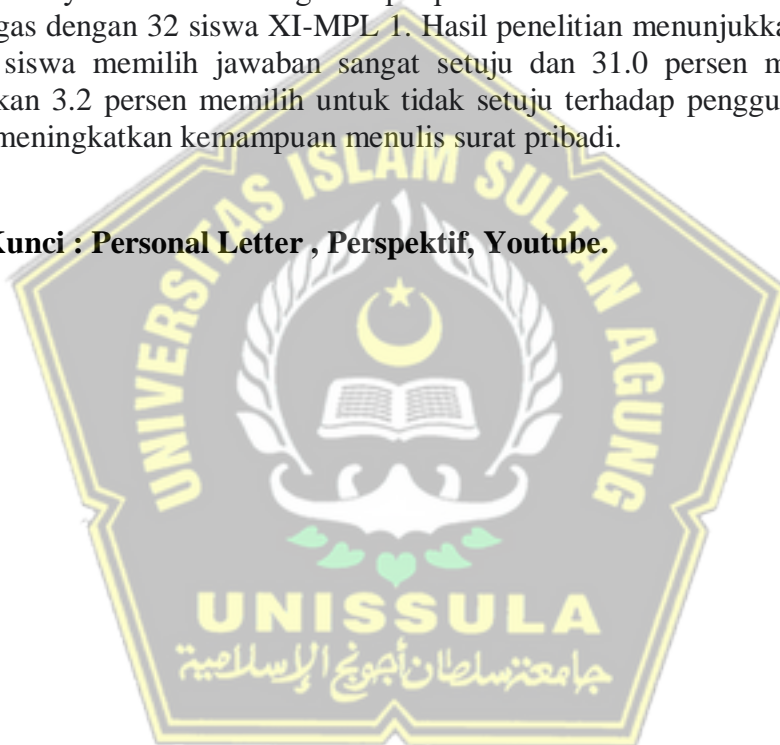 gas dengan 32 siswa XI-MPL 1. Hasil penelitian menunjukka
siswa memilih jawaban sangat setuju dan 31.0 persen m
kan 3.2 persen memilih untuk tidak setuju terhadap penggu
meningkatkan kemampuan menulis surat pribadi.
Kunci : Personal Letter , Perspektif, Youtube.
UNIVERSITAS ISLAM SULTAN AGUNG
UNISSULA
جامعة سلطان أجونج الإسلامية